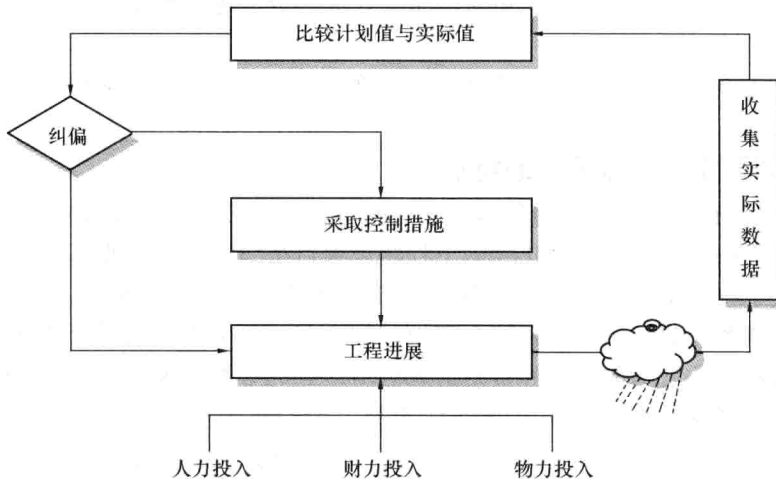 比较计划值与实际值
纠偏
收集实际数据
采取控制措施
工程进展
人力投入
财力投入
物力投入